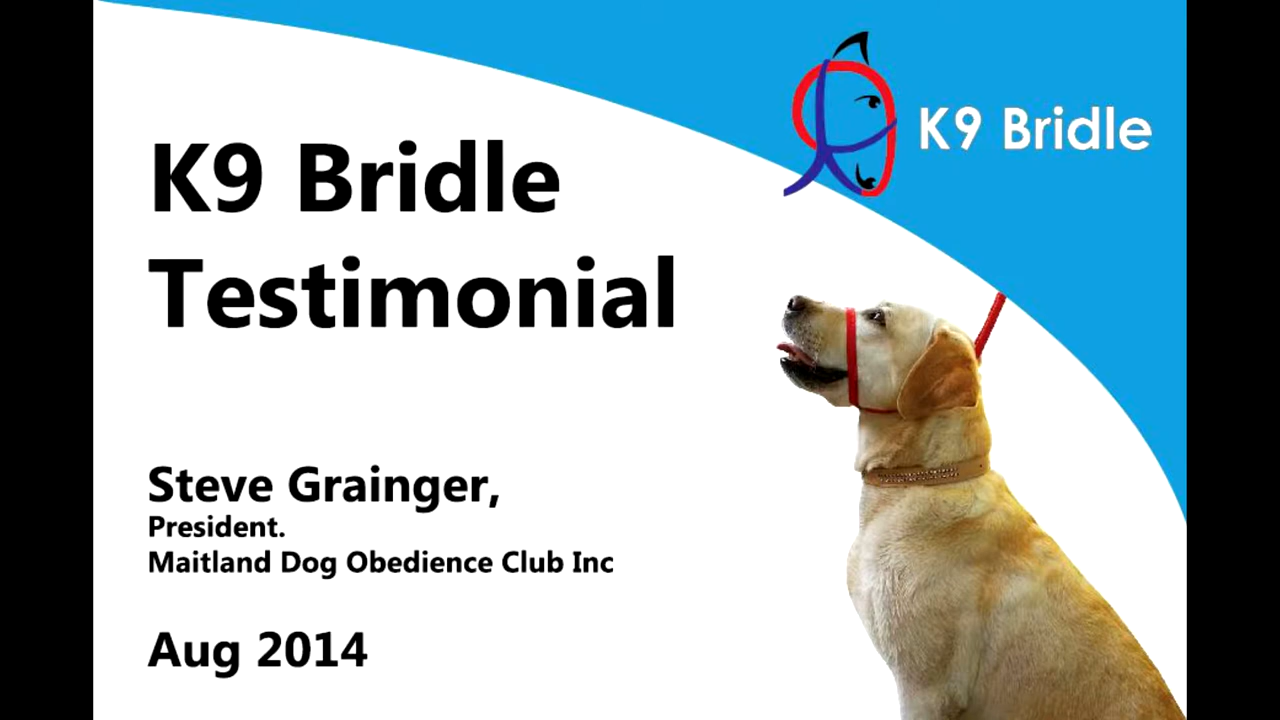 K9 Bridle
K9 Bridle
Testimonial
Steve Grainger,
President.
Maitland Dog Obedience Club Inc
Aug 2014